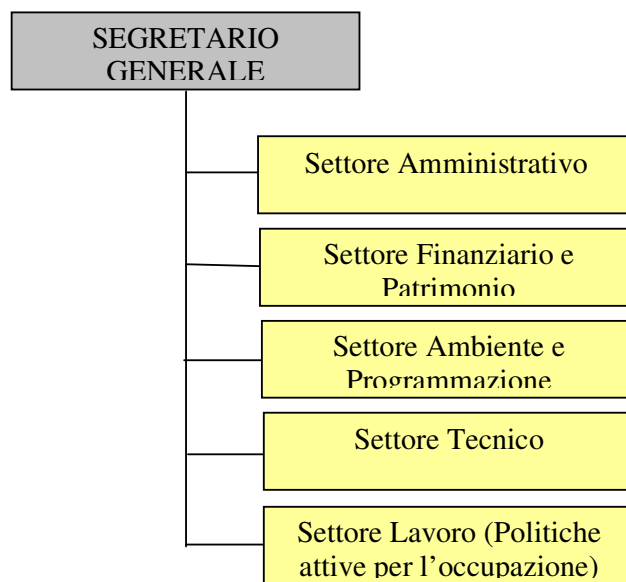 SEGRETARIO
GENERALE
Settore Amministrativo
Settore Finanziario e
Patrimonio
Settore Ambiente e
Programmazione
Settore Tecnico
Settore Lavoro (Politiche
attive per l’occupazione)